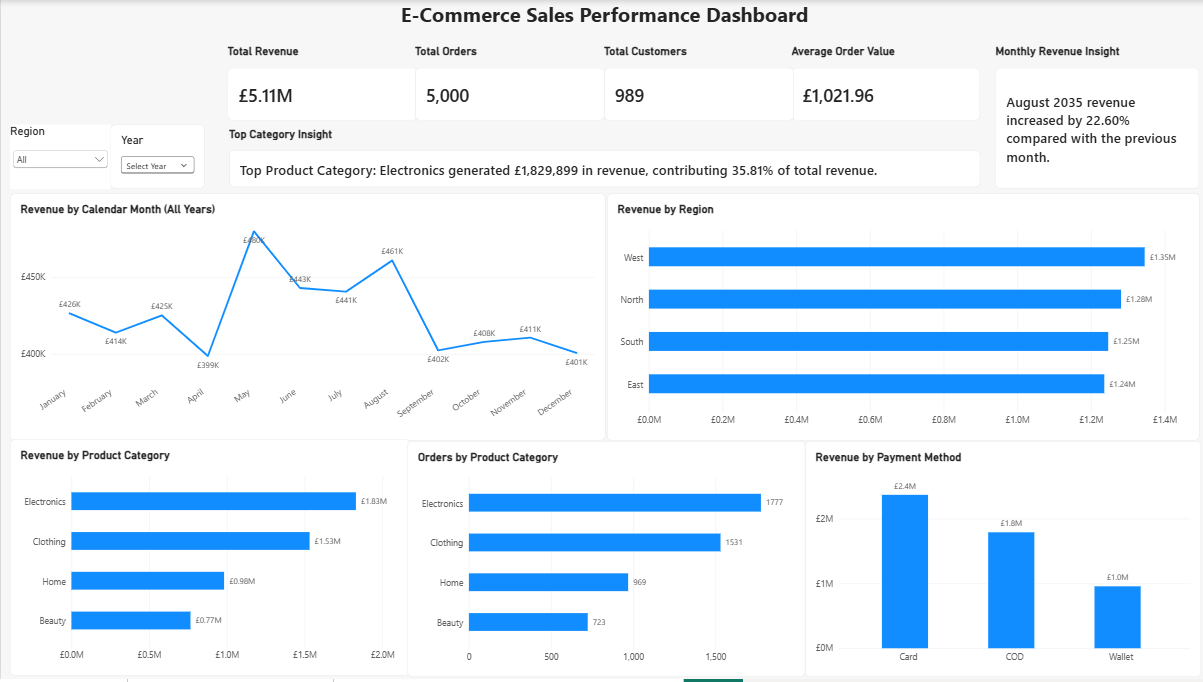 E-Commerce Sales Performance Dashboard
Total Revenue
Total Orders
Total Customers
Average Order Value
Monthly Revenue Insight
£5.11M
5,000
989
£1,021.96
August 2035 revenue
increased by 22.60%
compared with the previous
month.
Region
All
Year
Select Year
Top Category Insight
Top Product Category: Electronics generated £1,829,899 in revenue, contributing 35.81% of total revenue.
Revenue by Calendar Month (All Years)
£450K
£400K
£426K
£414K
£425K
£399K
£480K
£443K
£441K
£461K
£402K
£408K
£411K
£401K
January
February
March
April
May
June
July
August
September
October
November
December
Revenue by Region
West
£1.35M
North
£1.28M
South
£1.25M
East
£1.24M
£0.0M
£0.2M
£0.4M
£0.6M
£0.8M
£1.0M
£1.2M
£1.4M
Revenue by Product Category
Electronics
£1.83M
Clothing
£1.53M
Home
£0.98M
Beauty
£0.77M
£0.0M
£0.5M
£1.0M
£1.5M
£2.0M
Orders by Product Category
Electronics
1777
Clothing
1531
Home
969
Beauty
723
0
500
1,000
1,500
Revenue by Payment Method
£2M
£1M
£0M
£2.4M
£1.8M
£1.0M
Card
COD
Wallet